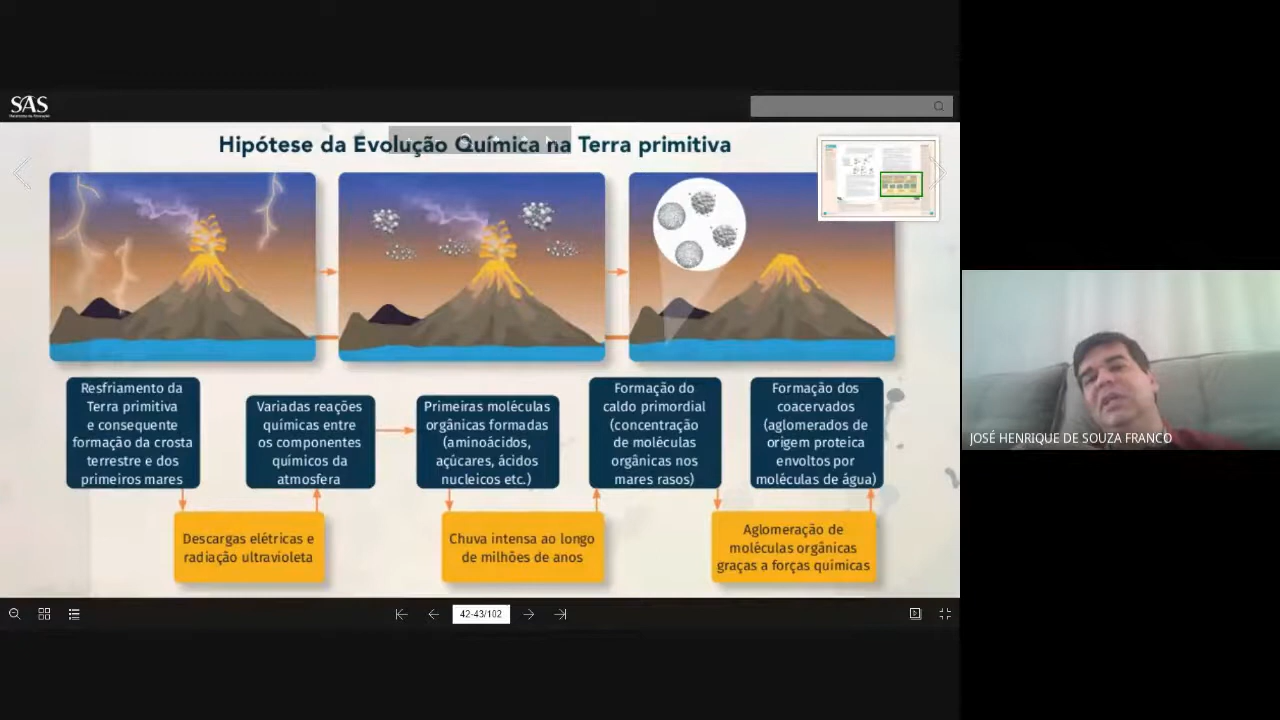 SAS
Hipótese da Evolução Química na Terra primitiva
Resfriamento da
Terra primitiva
e consequente
formação da crosta
terrestre e dos
primeiros mares
Variadas reações
químicas entre
os componentes
químicos da
atmosfera
Primeiras moléculas
orgânicas formadas
(aminoácidos,
açúcares, ácidos
nucleicos etc.)
Formação do
caldo primordial
(concentração
de moléculas
orgânicas nos
mares rasos)
Formação dos
coacervados
(aglomerados de
origem proteica
envoltos por
moléculas de água)
Descargas elétricas e
radiação ultravioleta
Chuva intensa ao longo
de milhões de anos
Aglomeração de
moléculas orgânicas
graças a forças químicas
42-43/102
JOSÉ HENRIQUE DE SOUZA FRANCO